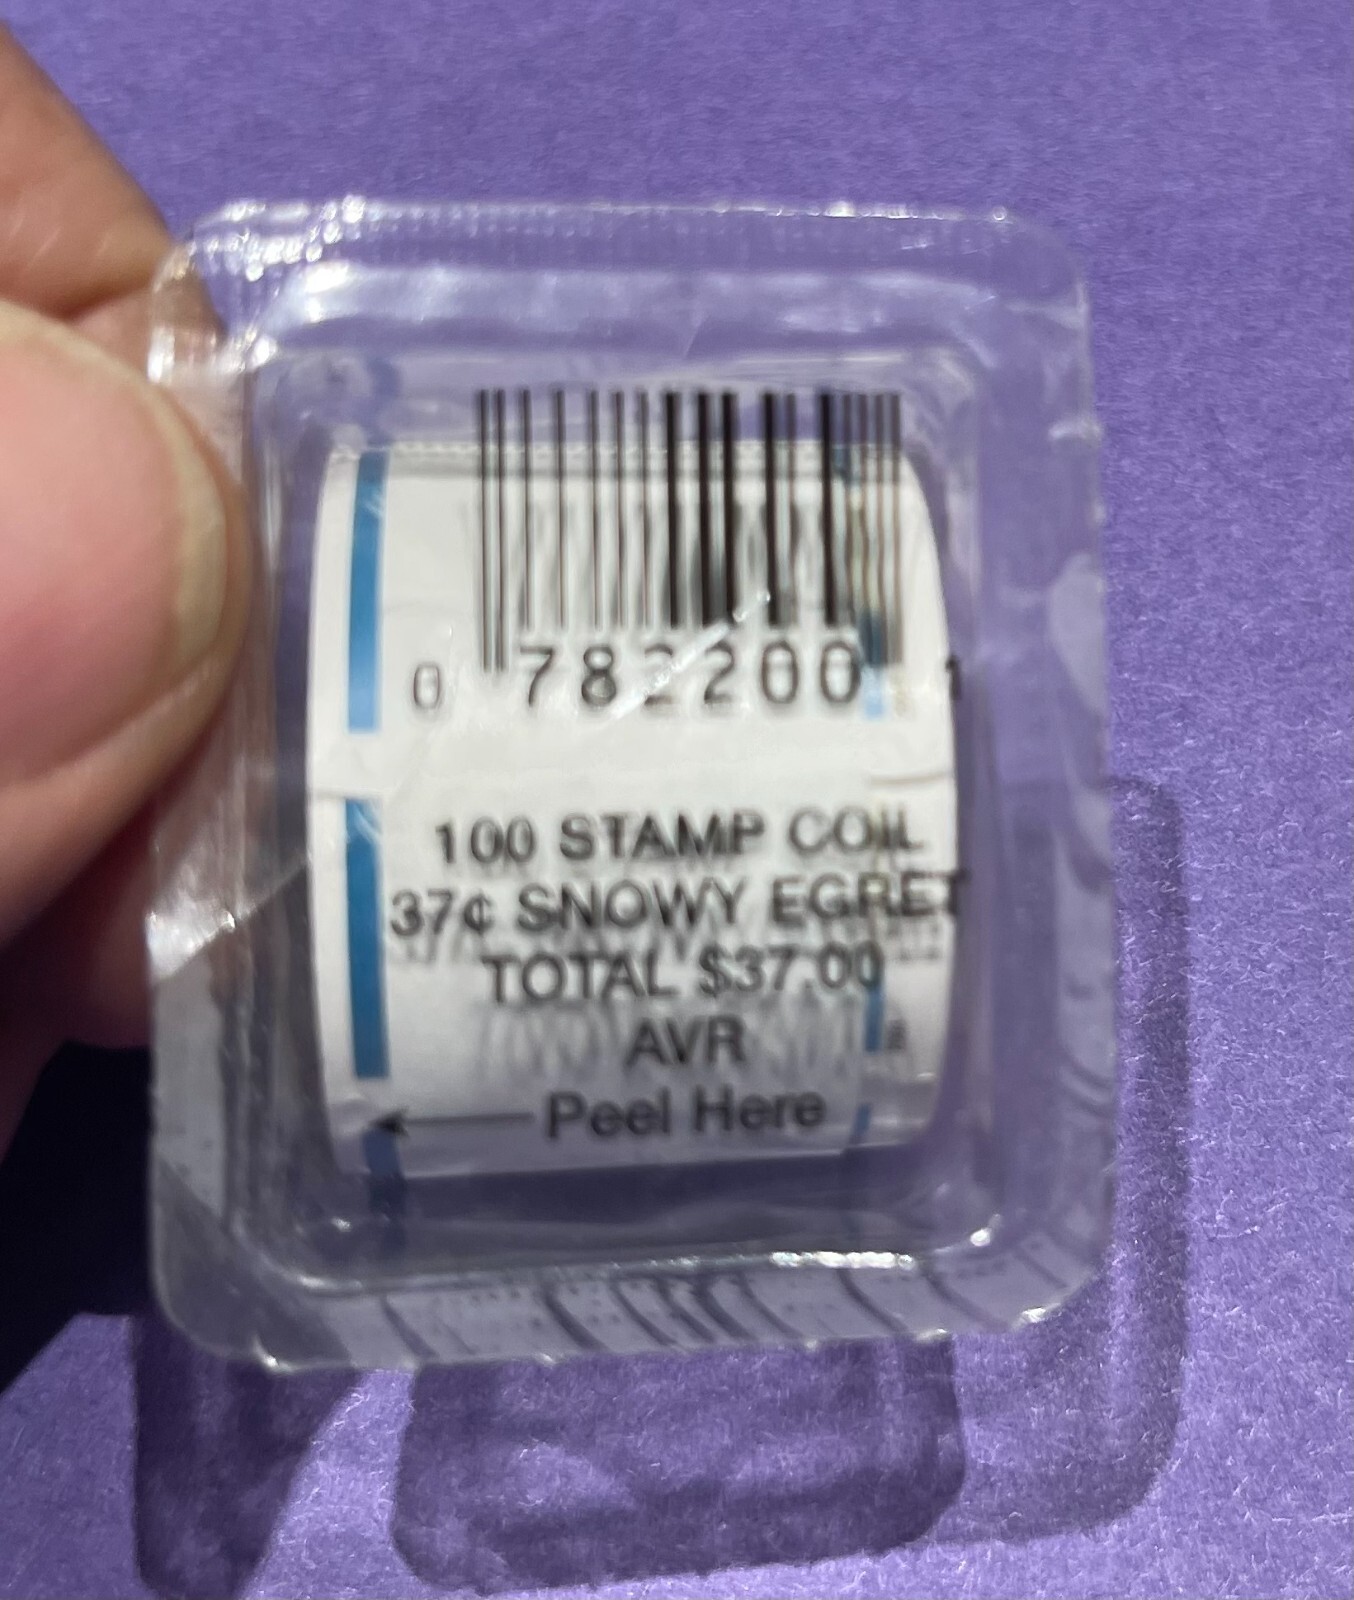 0 782200 1
100 STAMP COIL
37¢ SNOWY EGRET
TOTAL $37.00
AVR
Peel Here